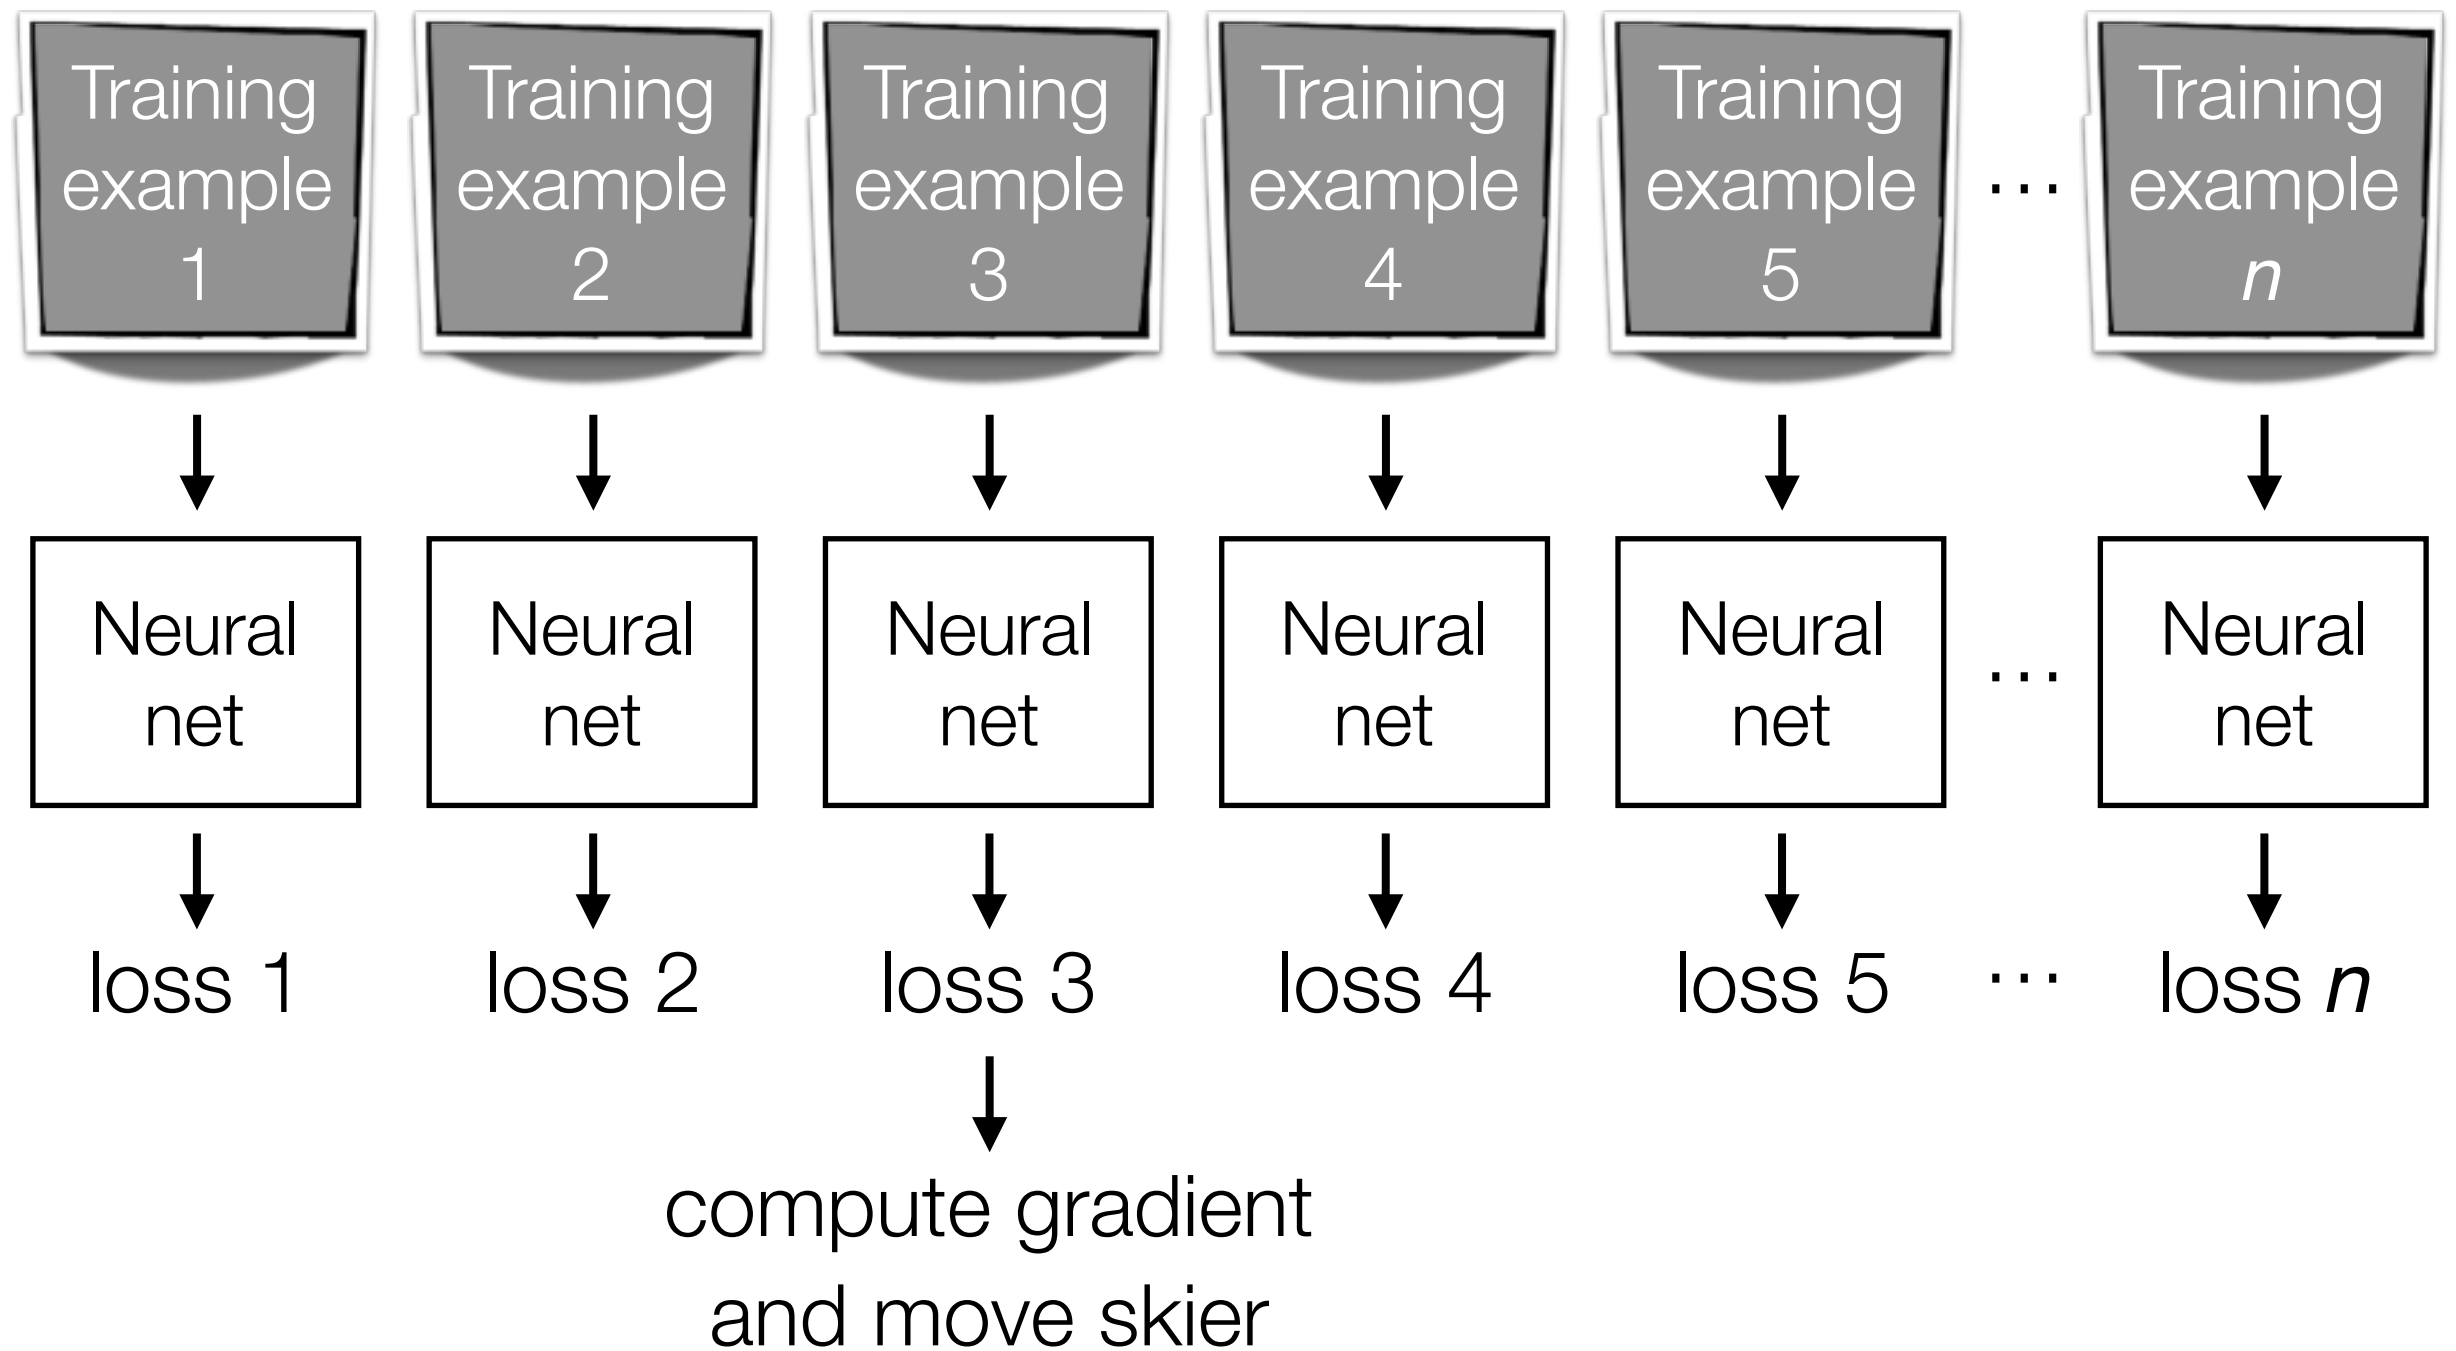 Training
example
1
Training
example
2
Training
example
3
Training
example
4
Training
example
5
...
Training
example
n
Neural
net
Neural
net
Neural
net
Neural
net
Neural
net
...
Neural
net
loss 1
loss 2
loss 3
loss 4
loss 5
...
loss n
compute gradient
and move skier